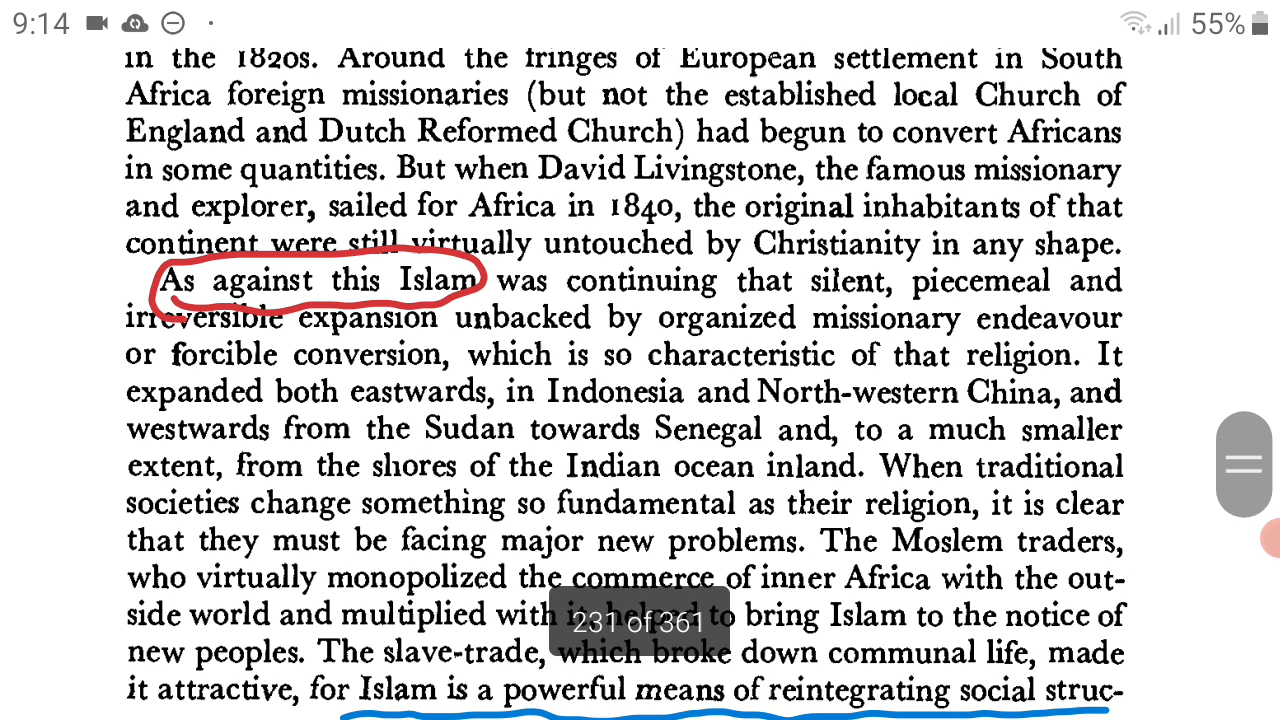 9:14
55%
in the 1820s. Around the fringes of European settlement in South
Africa foreign missionaries (but not the established local Church of
England and Dutch Reformed Church) had begun to convert Africans
in some quantities. But when David Livingstone, the famous missionary
and explorer, sailed for Africa in 1840, the original inhabitants of that
continent were still virtually untouched by Christianity in any shape.
As against this Islam was continuing that silent, piecemeal and
irreversible expansion unbacked by organized missionary endeavour
or forcible conversion, which is so characteristic of that religion. It
expanded both eastwards, in Indonesia and North-western China, and
westwards from the Sudan towards Senegal and, to a much smaller
extent, from the shores of the Indian ocean inland. When traditional
societies change something so fundamental as their religion, it is clear
that they must be facing major new problems. The Moslem traders,
who virtually monopolized the commerce of inner Africa with the out-
side world and multiplied with it, helped to bring Islam to the notice of
231 of 361
new peoples. The slave-trade, which broke down communal life, made
it attractive, for Islam is a powerful means of reintegrating social struc-